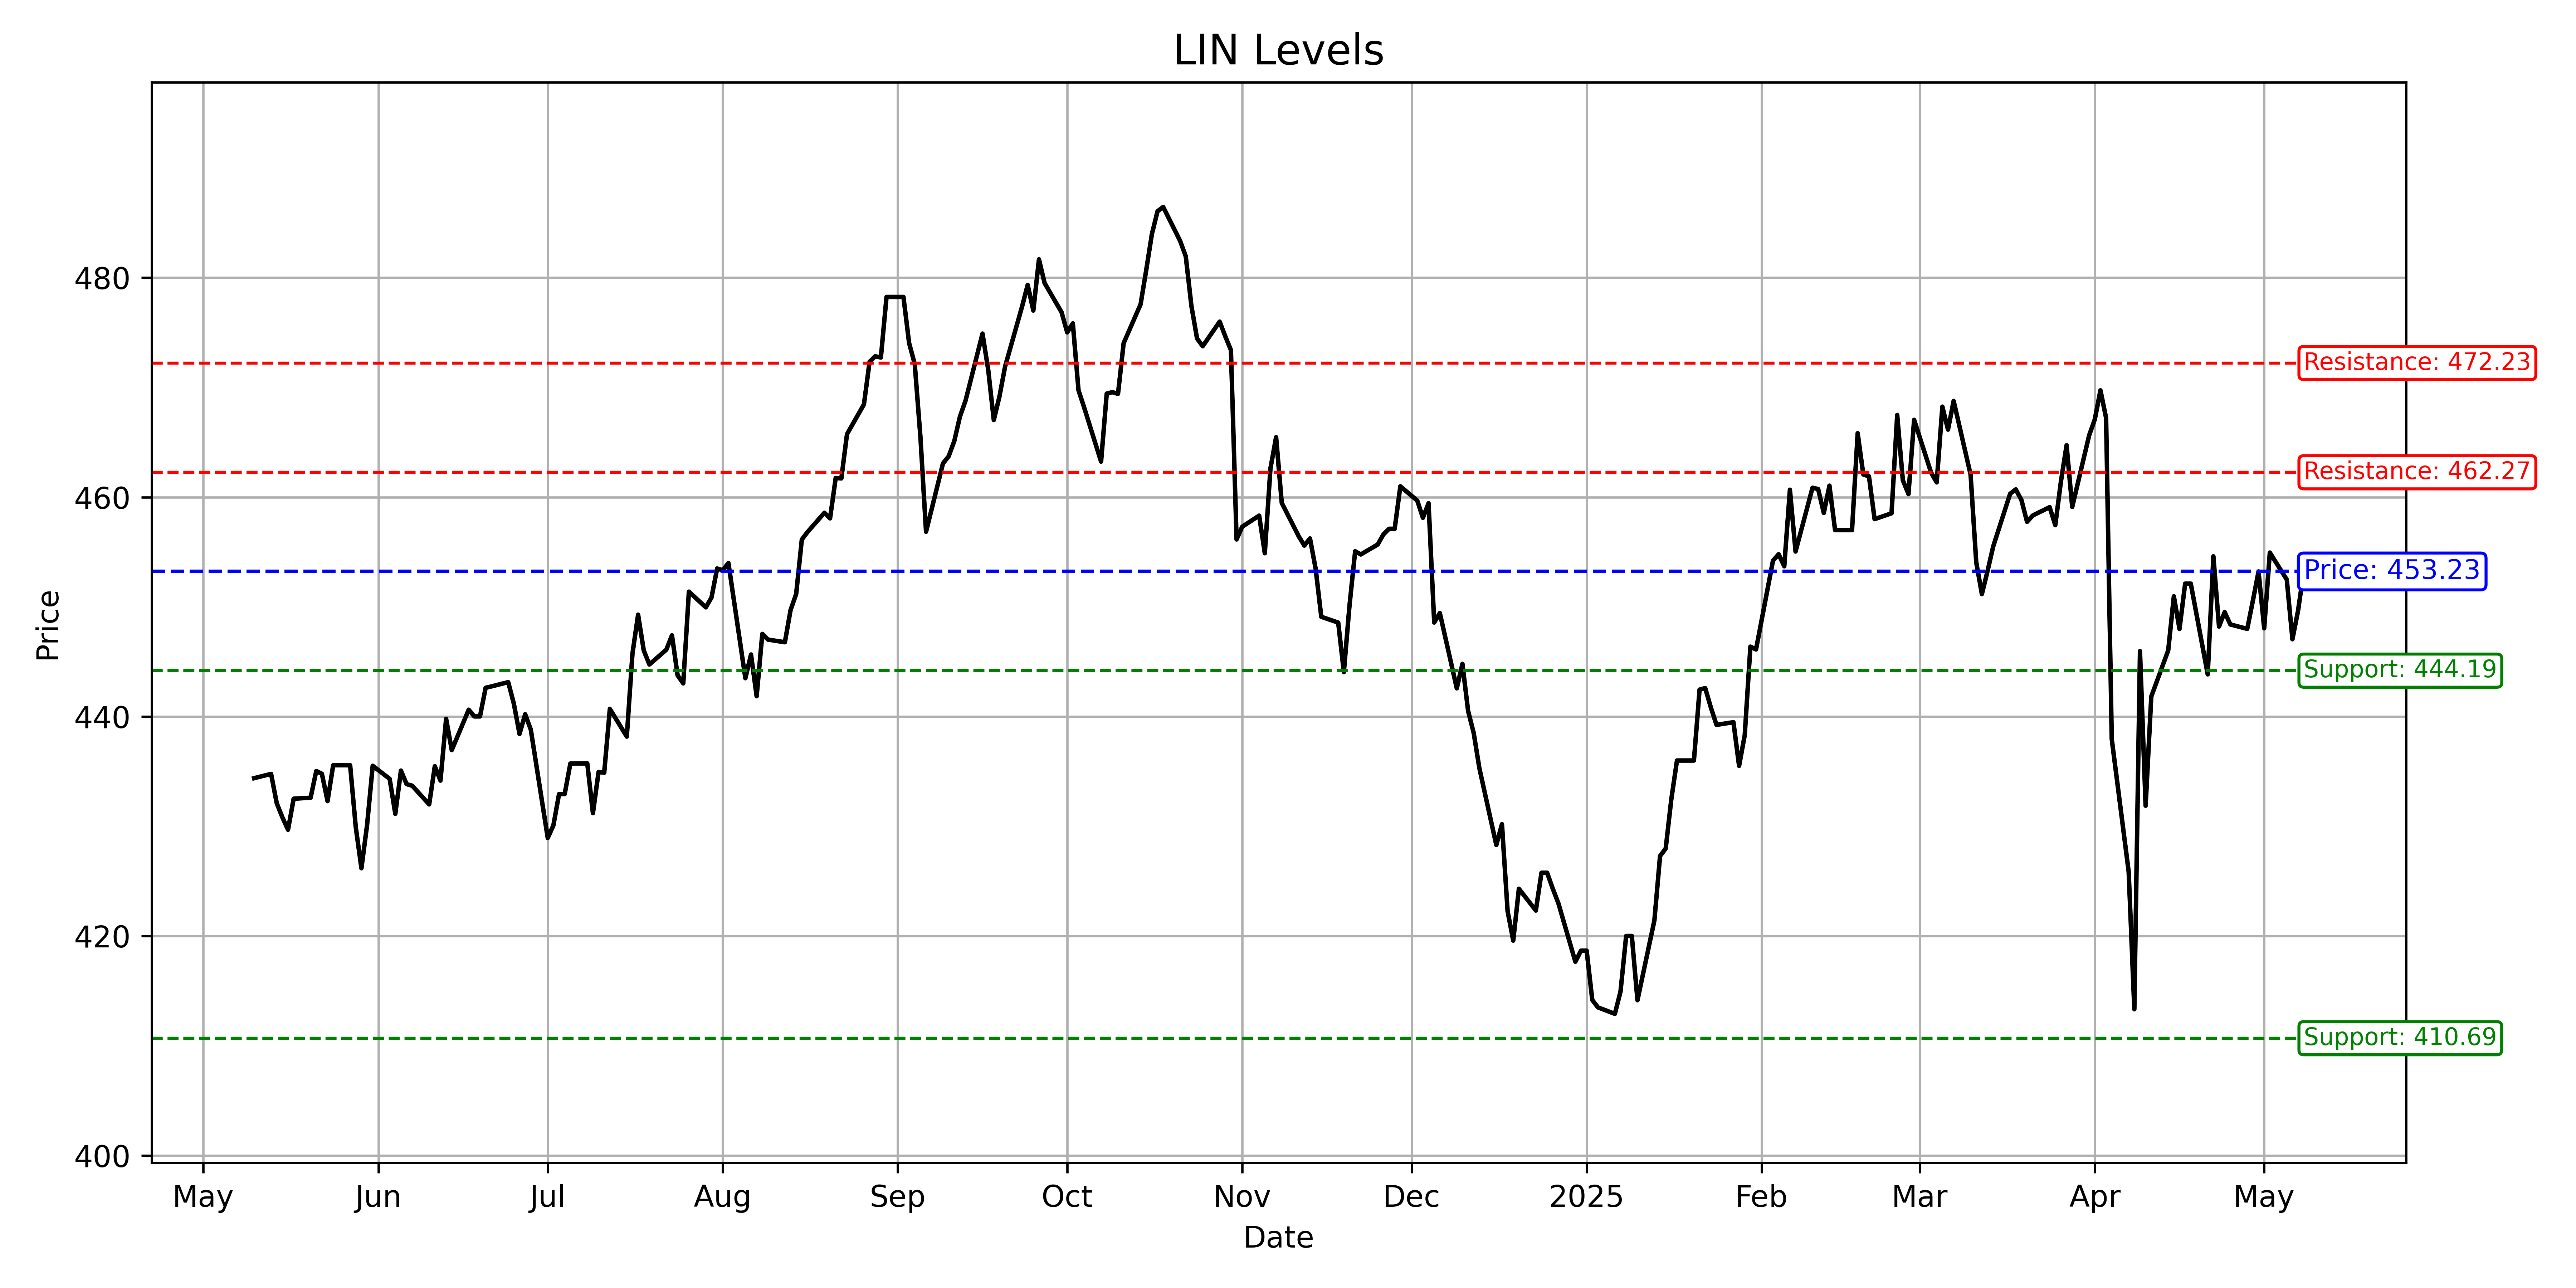 LIN Levels
Price
480
460
440
420
400
Resistance: 472.23
Resistance: 462.27
Price: 453.23
Support: 444.19
Support: 410.69
May Jun Jul Aug Sep Oct Nov Dec 2025 Feb Mar Apr May
Date